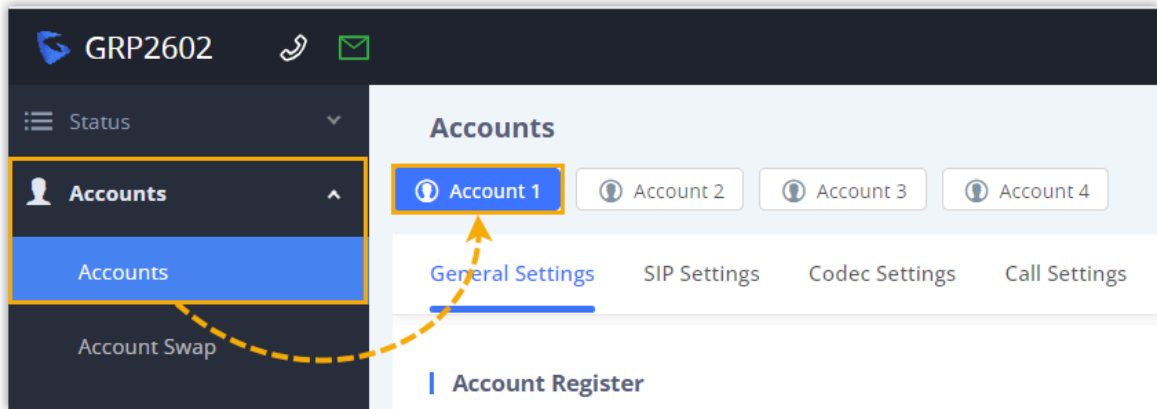 GRP2602
Status
Accounts
Accounts
Account Swap
Accounts
Account 1 Account 2 Account 3 Account 4
General Settings SIP Settings Codec Settings Call Settings
Account Register